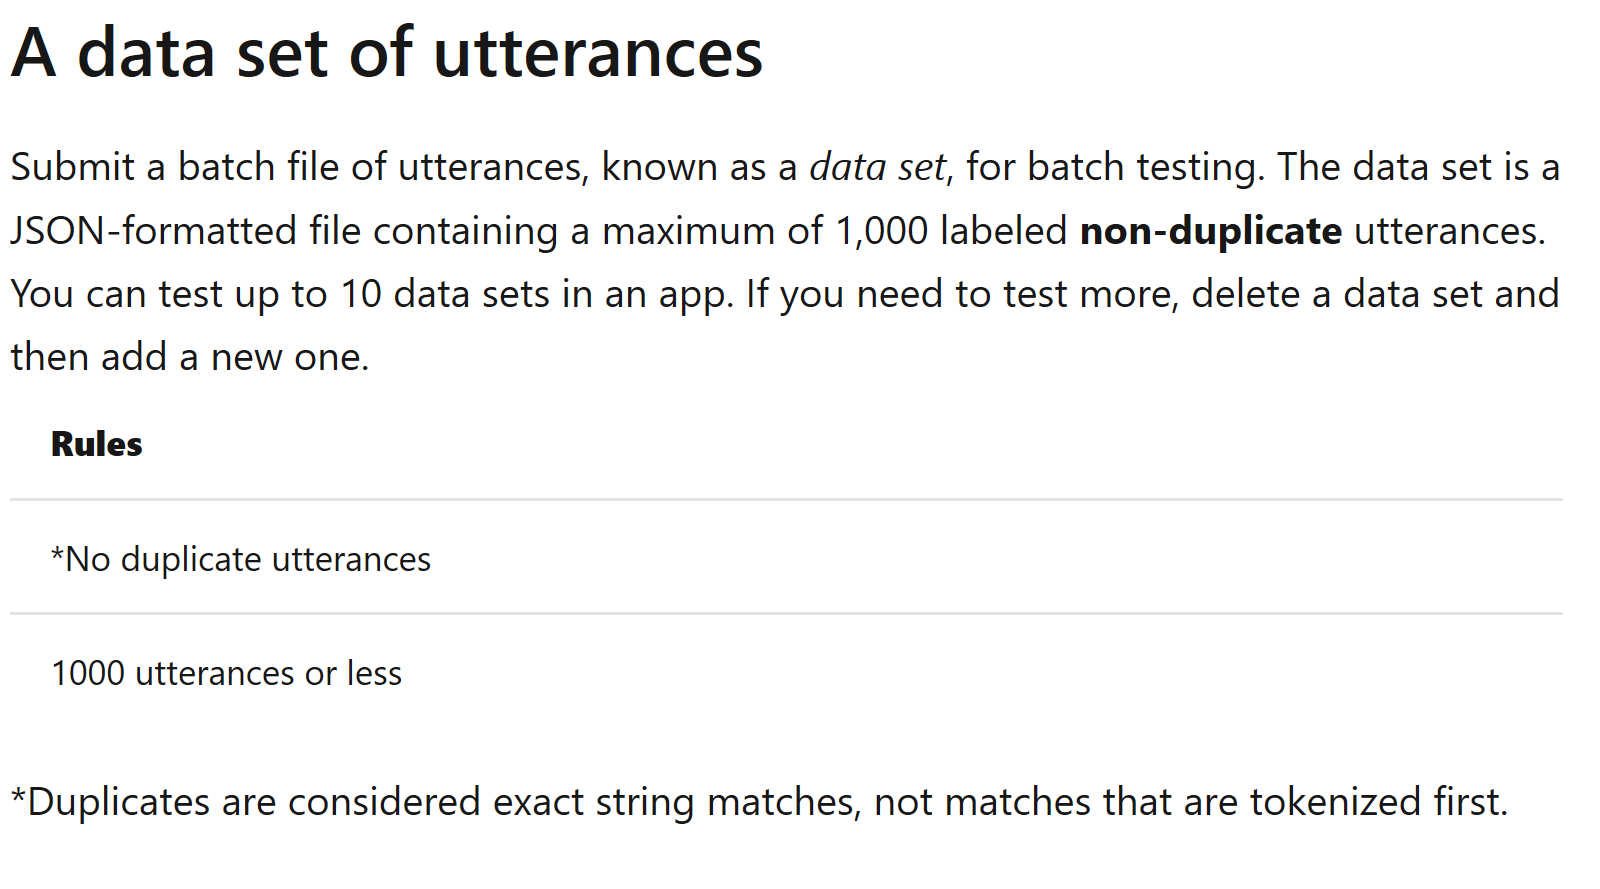 A data set of utterances
Submit a batch file of utterances, known as a data set, for batch testing. The data set is a
JSON-formatted file containing a maximum of 1,000 labeled non-duplicate utterances.
You can test up to 10 data sets in an app. If you need to test more, delete a data set and
then add a new one.
Rules
*No duplicate utterances
1000 utterances or less
*Duplicates are considered exact string matches, not matches that are tokenized first.